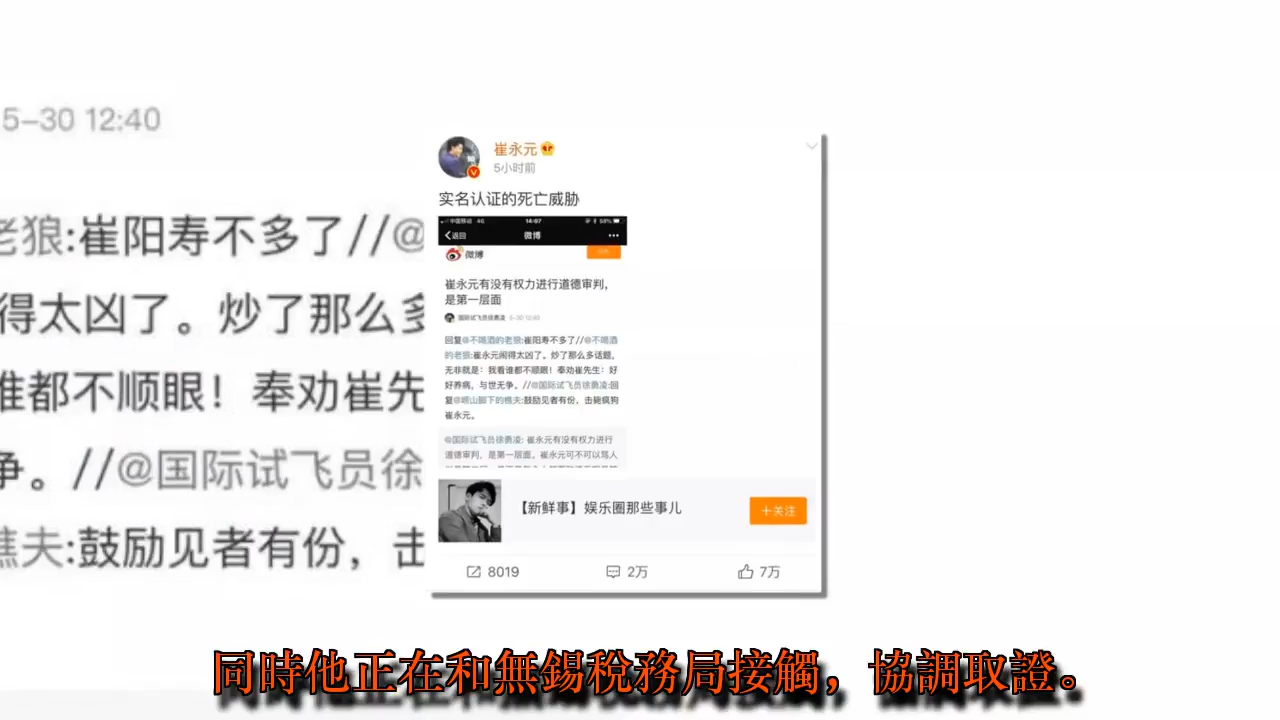 5-30 12:40
老狼:崔阳寿不多了//@
得太凶了。炒了那么多
谁都不顺眼！奉劝崔先
争。//@国际试飞员徐
樵夫:鼓励见者有份，击
崔永元
5小时前
实名认证的死亡威胁
中国移动 4G 14:07 58%
返回 微博
微博
崔永元有没有权力进行道德审判，
是第一层面
国际试飞员徐勇凌 5-30 12:40
回复@不喝酒的老狼:崔阳寿不多了//@不喝酒
的老狼:崔永元闹得太凶了。炒了那么多话题，
无非就是：我看谁都不顺眼！奉劝崔先生：好
好养病，与世无争。//@国际试飞员徐勇凌:回
复@崂山脚下的樵夫:鼓励见者有份，击毙疯狗
崔永元。
@国际试飞员徐勇凌: 崔永元有没有权力进行
道德审判，是第一层面。崔永元可不可以骂人
【新鲜事】娱乐圈那些事儿
+关注
8019 2万 7万
同時他正在和無錫稅務局接觸，協調取證。